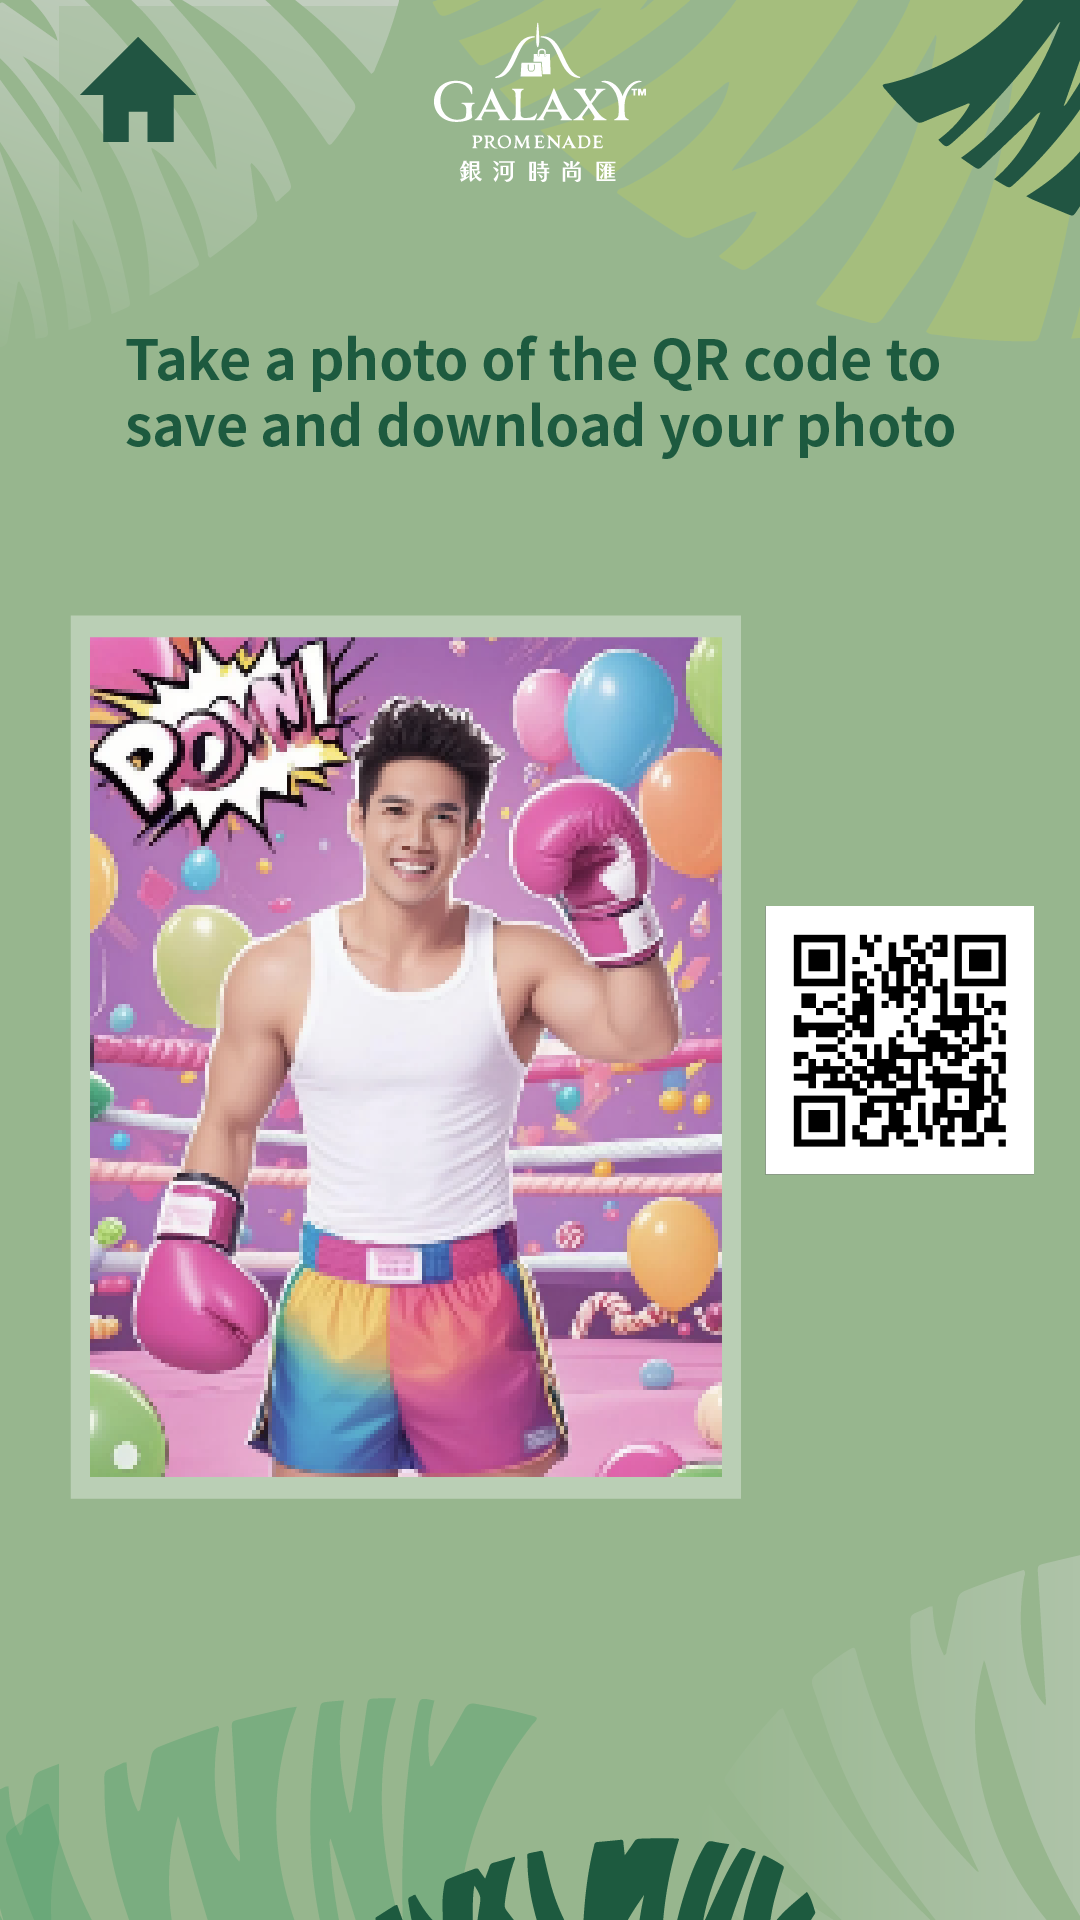 GALAXY™
PROMENADE
銀河時尚匯
Take a photo of the QR code to
save and download your photo
POW!